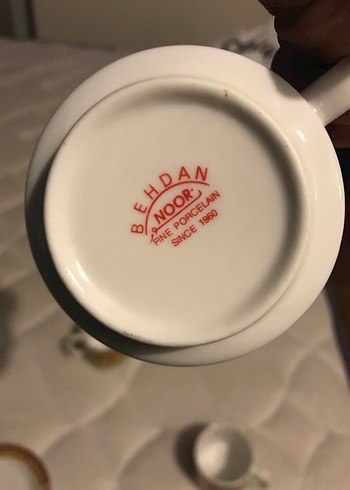 BEHDAN
NOOR
FINE PORCELAIN
SINCE 1960